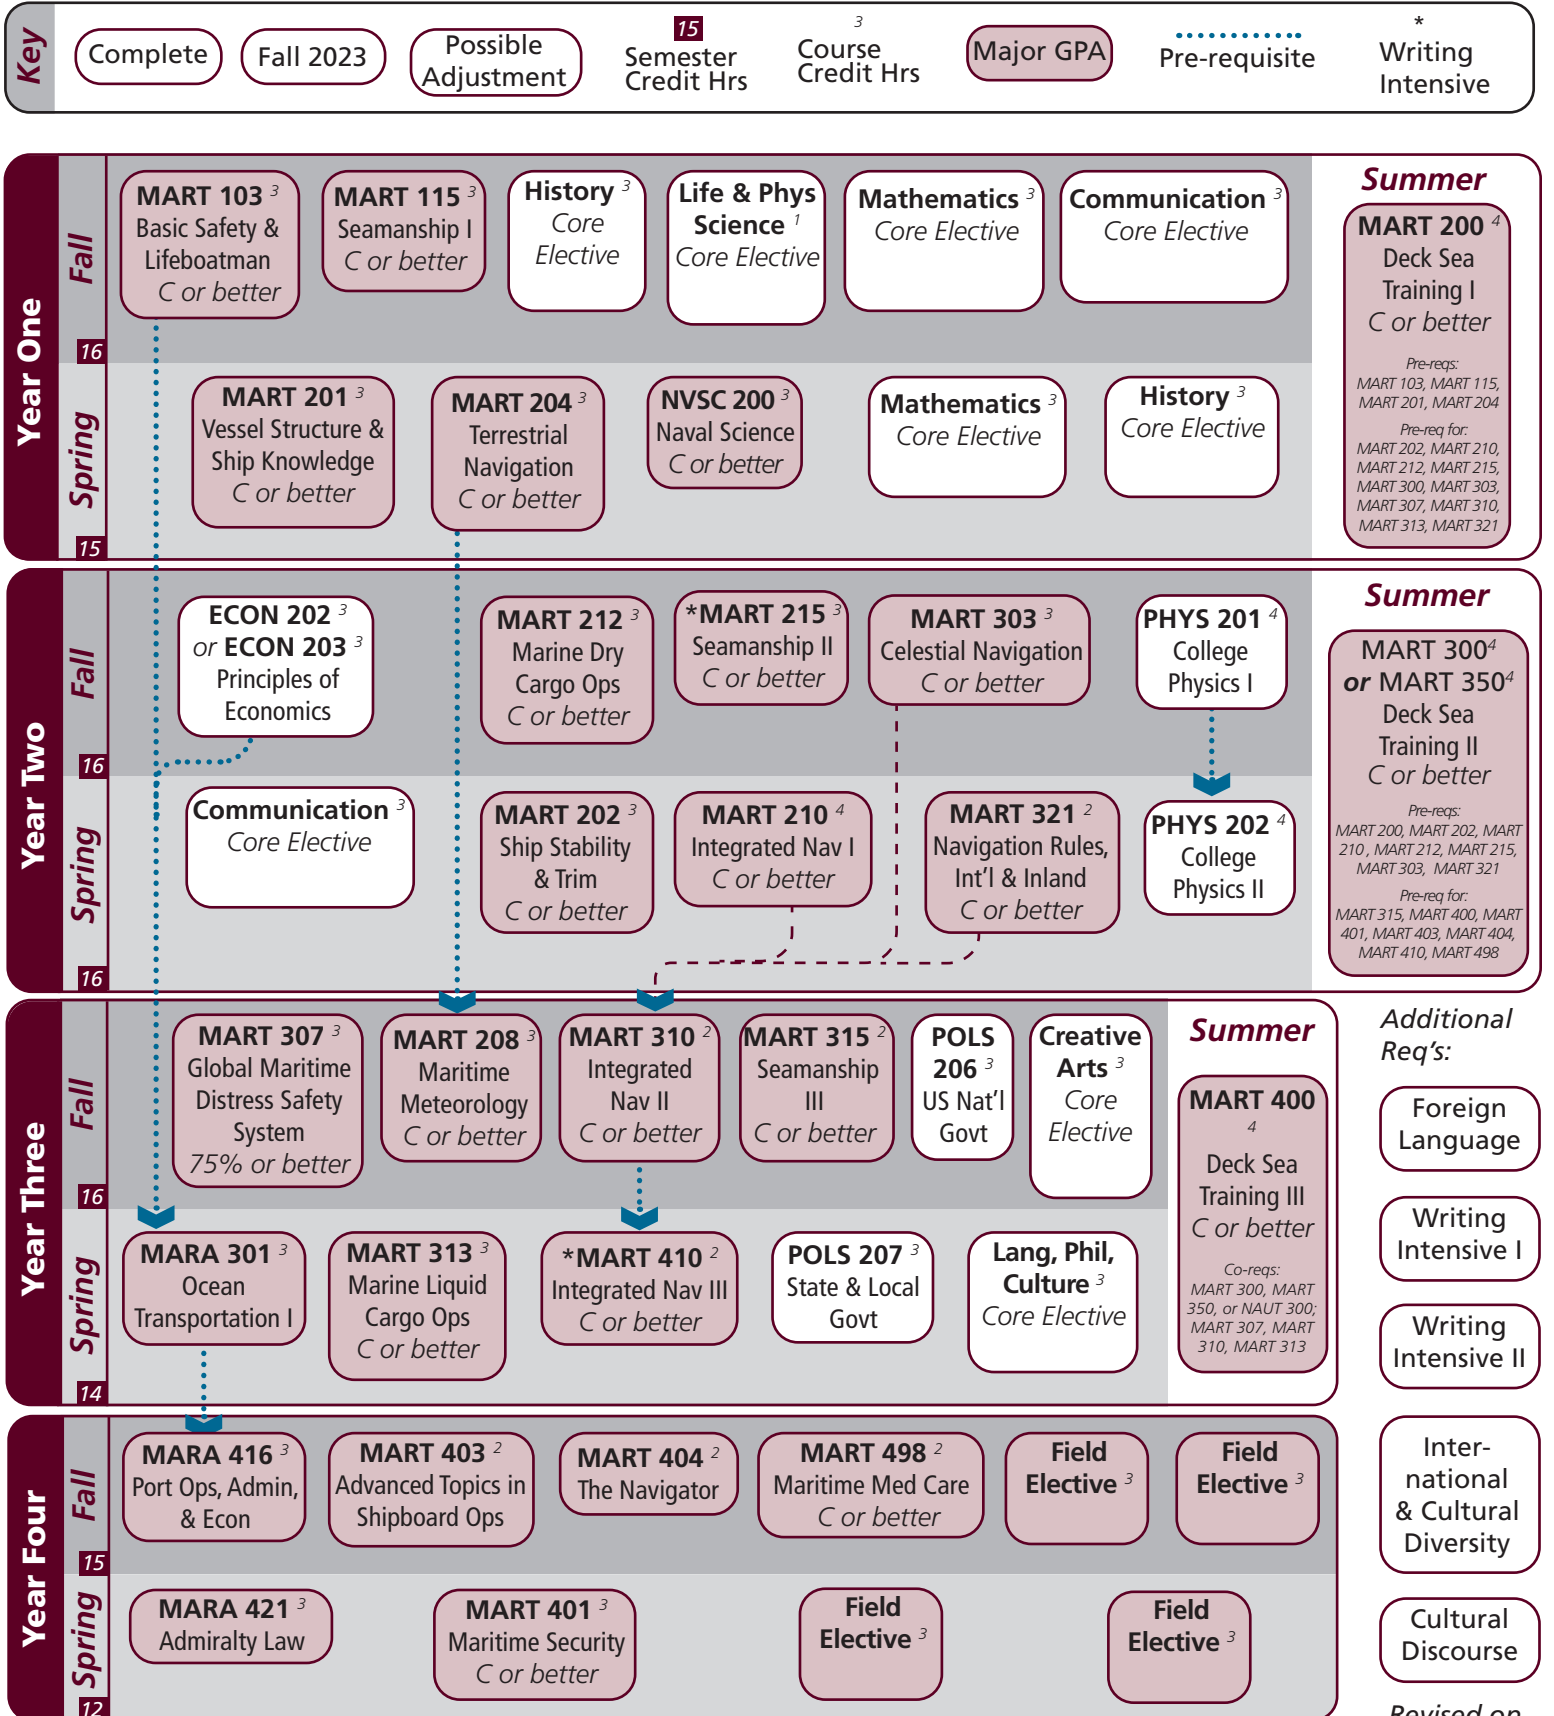 Key
Complete
Fall 2023
Possible
Adjustment
15
Semester
Credit Hrs
3
Course
Credit Hrs
Major GPA
Pre-requisite
*
Writing
Intensive
Year One
Fall
16
MART 103 3
Basic Safety &
Lifeboatman
C or better
MART 115 3
Seamanship I
C or better
History 3
Core
Elective
Life & Phys
Science 1
Core Elective
Mathematics 3
Core Elective
Communication 3
Core Elective
Spring
15
MART 201 3
Vessel Structure &
Ship Knowledge
C or better
MART 204 3
Terrestrial
Navigation
C or better
NVSC 200 3
Naval Science
C or better
Mathematics 3
Core Elective
History 3
Core Elective
Summer
MART 200 4
Deck Sea
Training I
C or better
Pre-reqs:
MART 103, MART 115,
MART 201, MART 204
Pre-req for:
MART 202, MART 210,
MART 212, MART 215,
MART 300, MART 303,
MART 307, MART 310,
MART 313, MART 321
Year Two
Fall
16
ECON 202 3
or ECON 203 3
Principles of
Economics
MART 212 3
Marine Dry
Cargo Ops
C or better
*MART 215 3
Seamanship II
C or better
MART 303 3
Celestial Navigation
C or better
PHYS 201 4
College
Physics I
Spring
16
Communication 3
Core Elective
MART 202 3
Ship Stability
& Trim
C or better
MART 210 4
Integrated Nav I
C or better
MART 321 2
Navigation Rules,
Int'l & Inland
C or better
PHYS 202 4
College
Physics II
Summer
MART 300 4
or MART 350 4
Deck Sea
Training II
C or better
Pre-reqs:
MART 200, MART 202, MART
210 , MART 212, MART 215,
MART 303, MART 321
Pre-req for:
MART 315, MART 400, MART
401, MART 403, MART 404,
MART 410, MART 498
Year Three
Fall
16
MART 307 3
Global Maritime
Distress Safety
System
75% or better
MART 208 3
Maritime
Meteorology
C or better
MART 310 2
Integrated
Nav II
C or better
MART 315 2
Seamanship
III
C or better
POLS
206 3
US Nat'l
Govt
Creative
Arts 3
Core
Elective
Spring
14
MARA 301 3
Ocean
Transportation I
MART 313 3
Marine Liquid
Cargo Ops
C or better
*MART 410 2
Integrated Nav III
C or better
POLS 207 3
State & Local
Govt
Lang, Phil,
Culture 3
Core Elective
Summer
MART 400
4
Deck Sea
Training III
C or better
Co-reqs:
MART 300, MART
350, or NAUT 300;
MART 307, MART
310, MART 313
Year Four
Fall
15
MARA 416 3
Port Ops, Admin,
& Econ
MART 403 2
Advanced Topics in
Shipboard Ops
MART 404 2
The Navigator
MART 498 2
Maritime Med Care
C or better
Field
Elective 3
Field
Elective 3
Spring
12
MARA 421 3
Admiralty Law
MART 401 3
Maritime Security
C or better
Field
Elective 3
Field
Elective 3
Additional
Req's:
Foreign
Language
Writing
Intensive I
Writing
Intensive II
Inter-
national
& Cultural
Diversity
Cultural
Discourse
Revised on